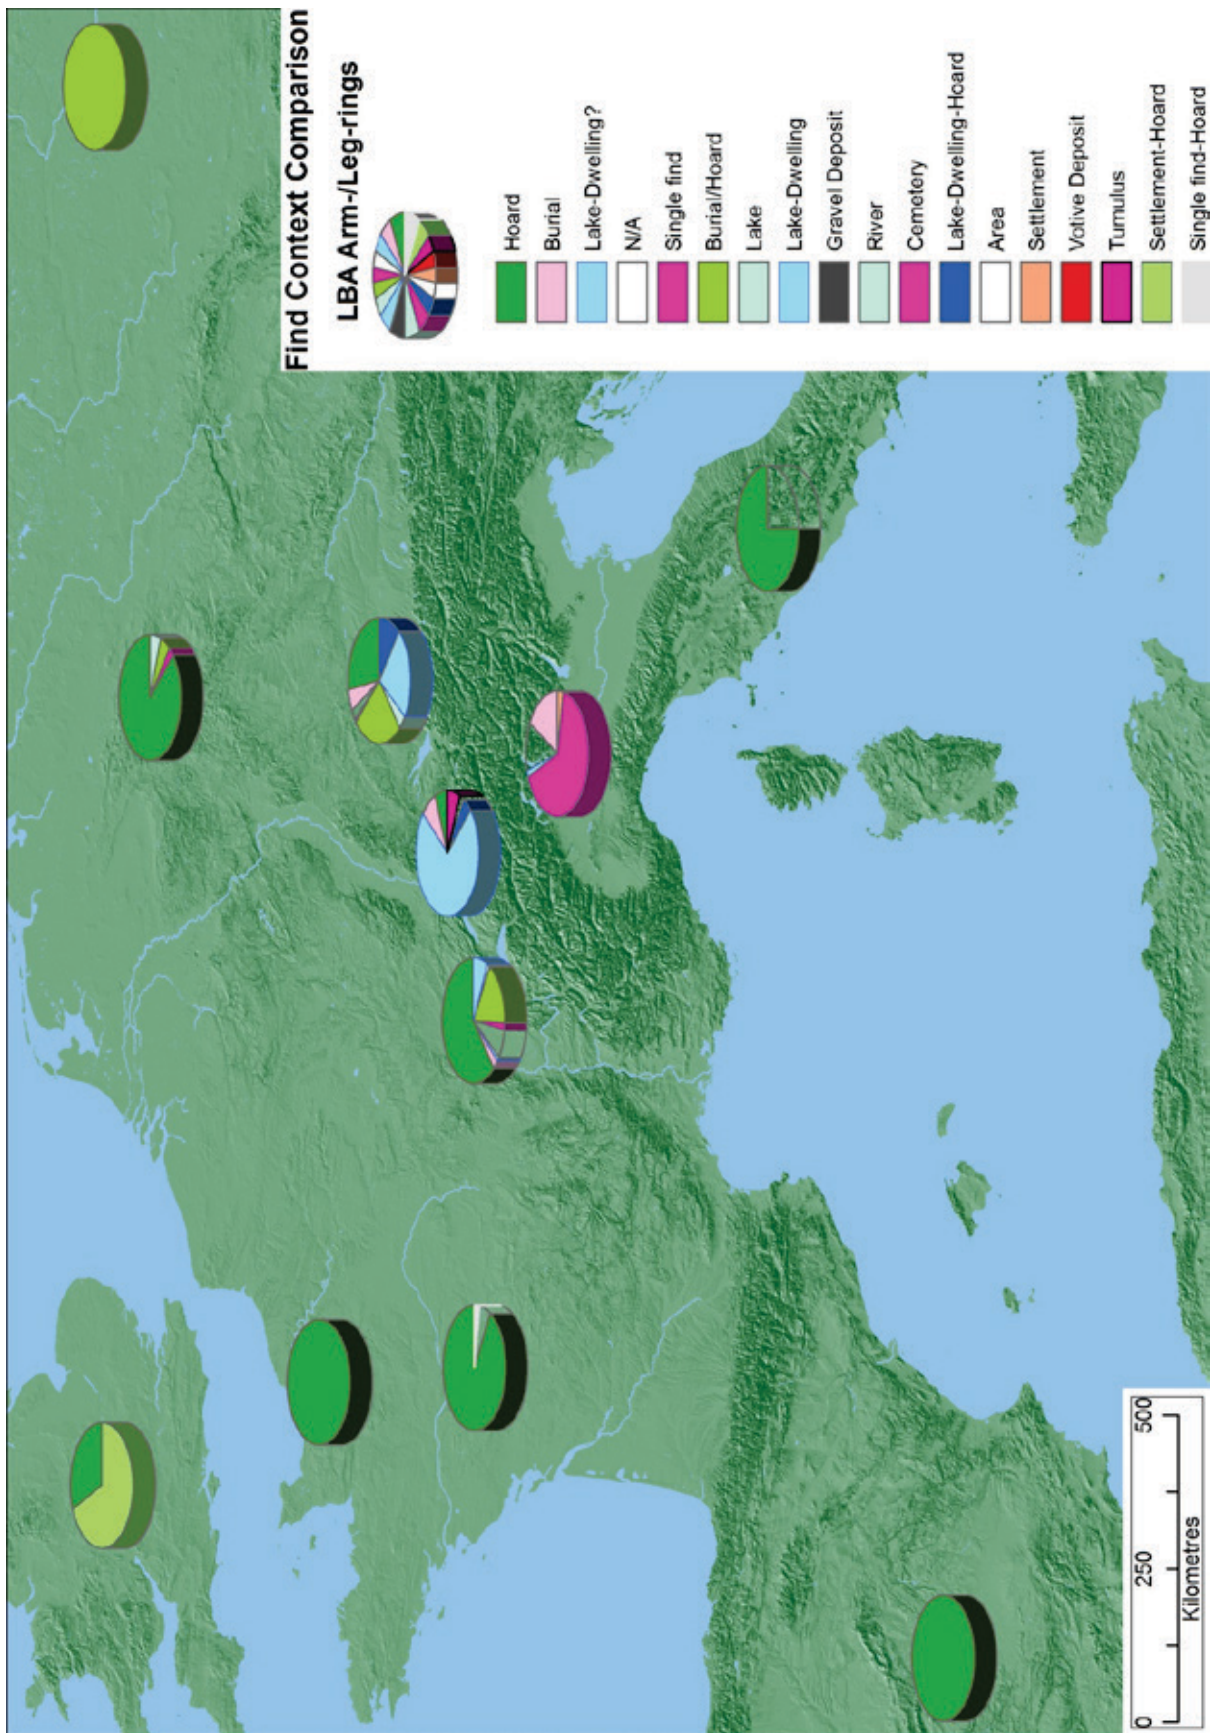 Find Context Comparison
LBA Arm-/Leg-rings
Hoard
Burial
Lake-Dwelling?
N/A
Single find
Burial/Hoard
Lake
Lake-Dwelling
Gravel Deposit
River
Cemetery
Lake-Dwelling-Hoard
Area
Settlement
Votive Deposit
Tumulus
Settlement-Hoard
Single find-Hoard
0 250 500
Kilometres